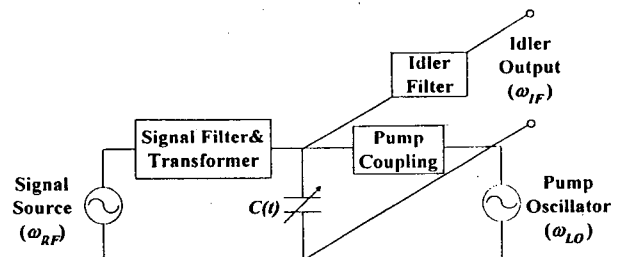 Idler
Output
(ω_IF)
Idler
Filter
Signal Filter&
Transformer
Pump
Coupling
Signal
Source
(ω_RF)
C(t)
Pump
Oscillator
(ω_LO)